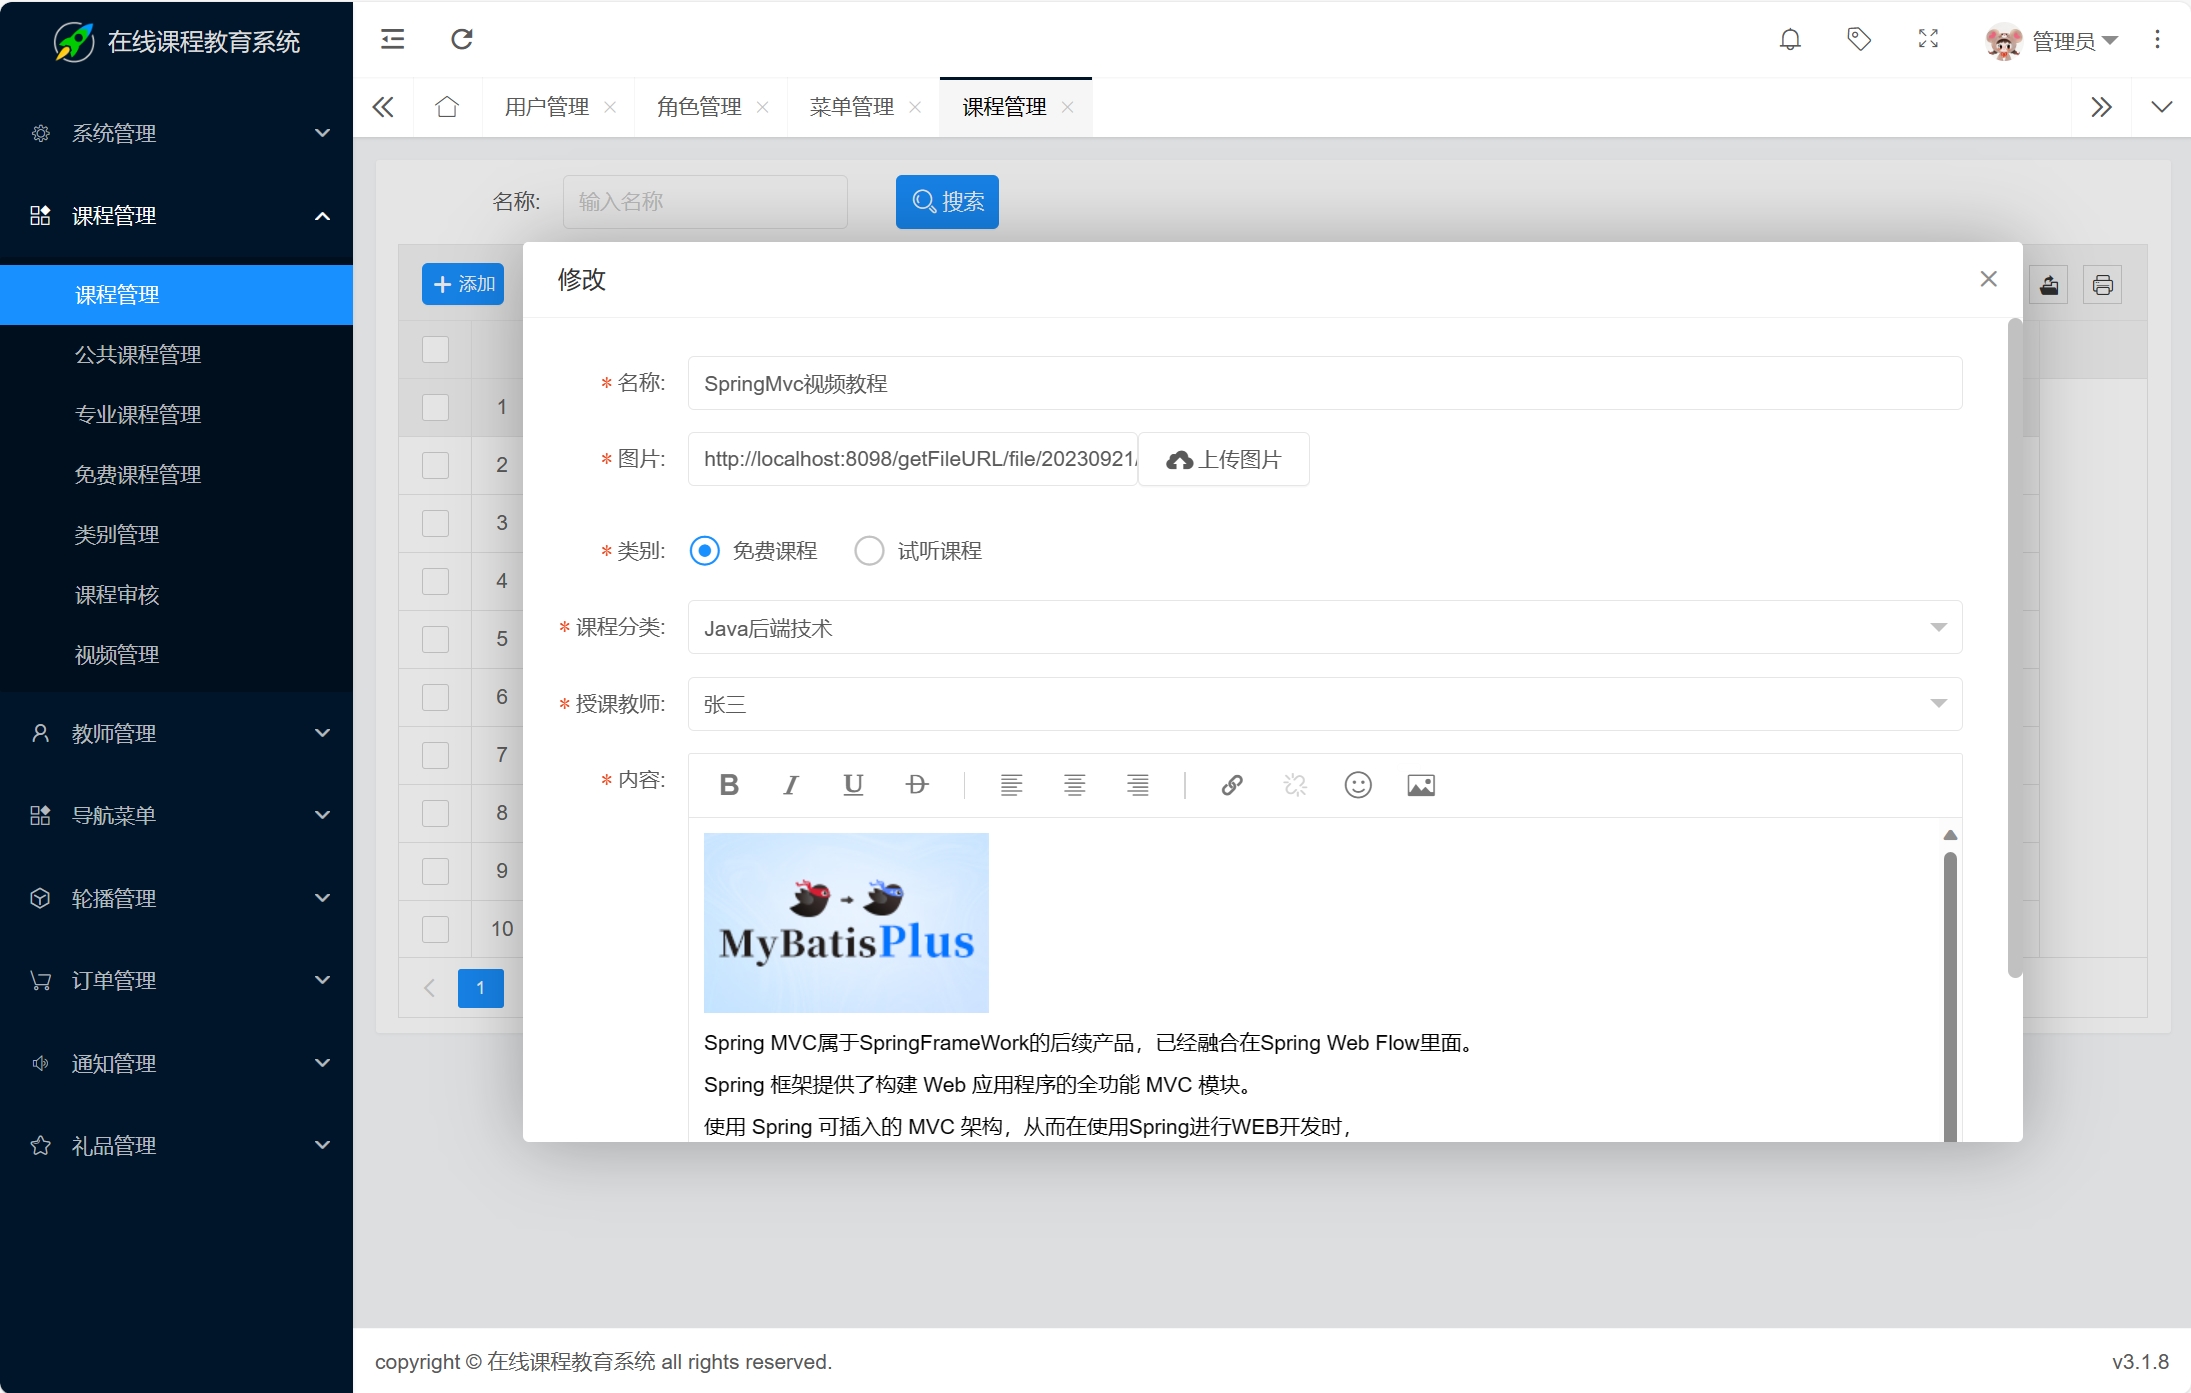 在线课程教育系统
管理员
用户管理
角色管理
菜单管理
课程管理
系统管理
课程管理
课程管理
公共课程管理
专业课程管理
免费课程管理
类别管理
课程审核
视频管理
教师管理
导航菜单
轮播管理
订单管理
通知管理
礼品管理
名称: 输入名称 搜索
添加
1
2
3
4
5
6
7
8
9
10
1
修改
* 名称: SpringMvc视频教程
* 图片: http://localhost:8098/getFileURL/file/20230921/ 上传图片
* 类别: 免费课程 试听课程
* 课程分类: Java后端技术
* 授课教师: 张三
* 内容: B I U D
MyBatisPlus
Spring MVC属于SpringFrameWork的后续产品，已经融合在Spring Web Flow里面。
Spring 框架提供了构建 Web 应用程序的全功能 MVC 模块。
使用 Spring 可插入的 MVC 架构，从而在使用Spring进行WEB开发时，
copyright © 在线课程教育系统 all rights reserved.
v3.1.8